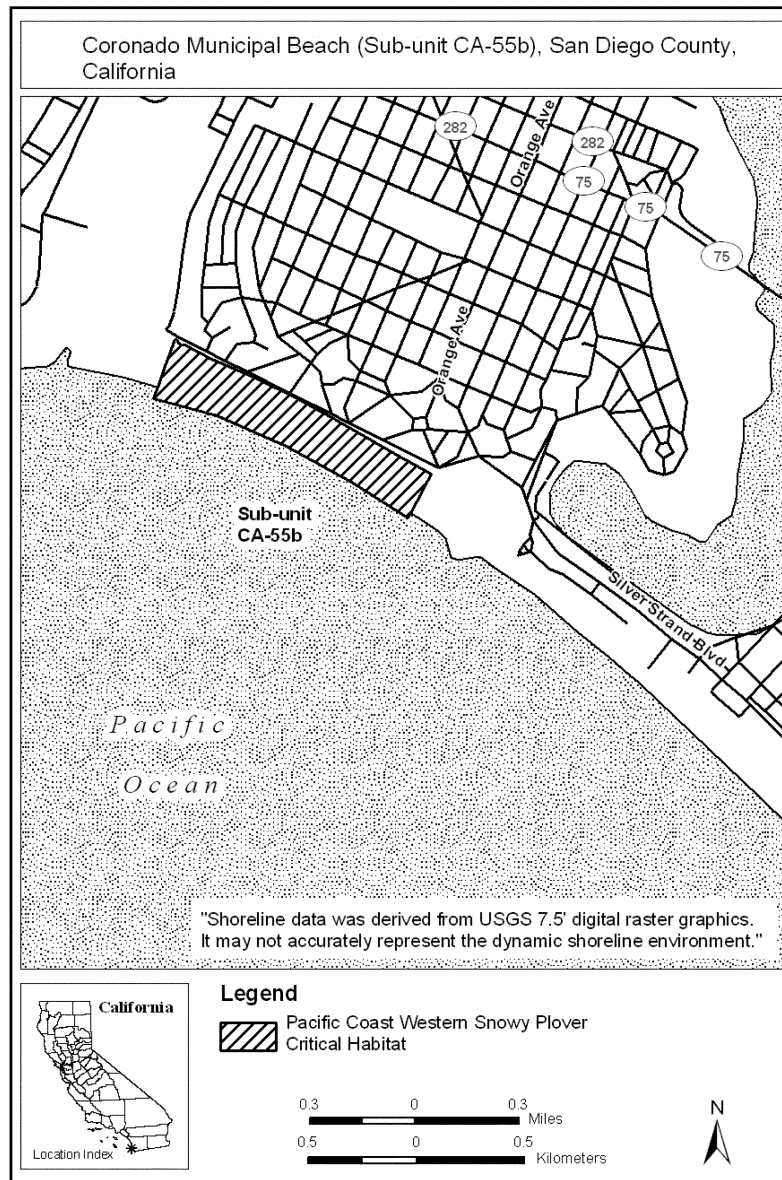 Coronado Municipal Beach (Sub-unit CA-55b), San Diego County,
California
282
Orange Ave
282
75
75
75
Orange Ave
Sub-unit
CA-55b
Silver Strand Blvd
Pacific
Ocean
"Shoreline data was derived from USGS 7.5' digital raster graphics.
It may not accurately represent the dynamic shoreline environment."
California
Location Index
Legend
Pacific Coast Western Snowy Plover
Critical Habitat
0.3 0 0.3
Miles
0.5 0 0.5
Kilometers
N